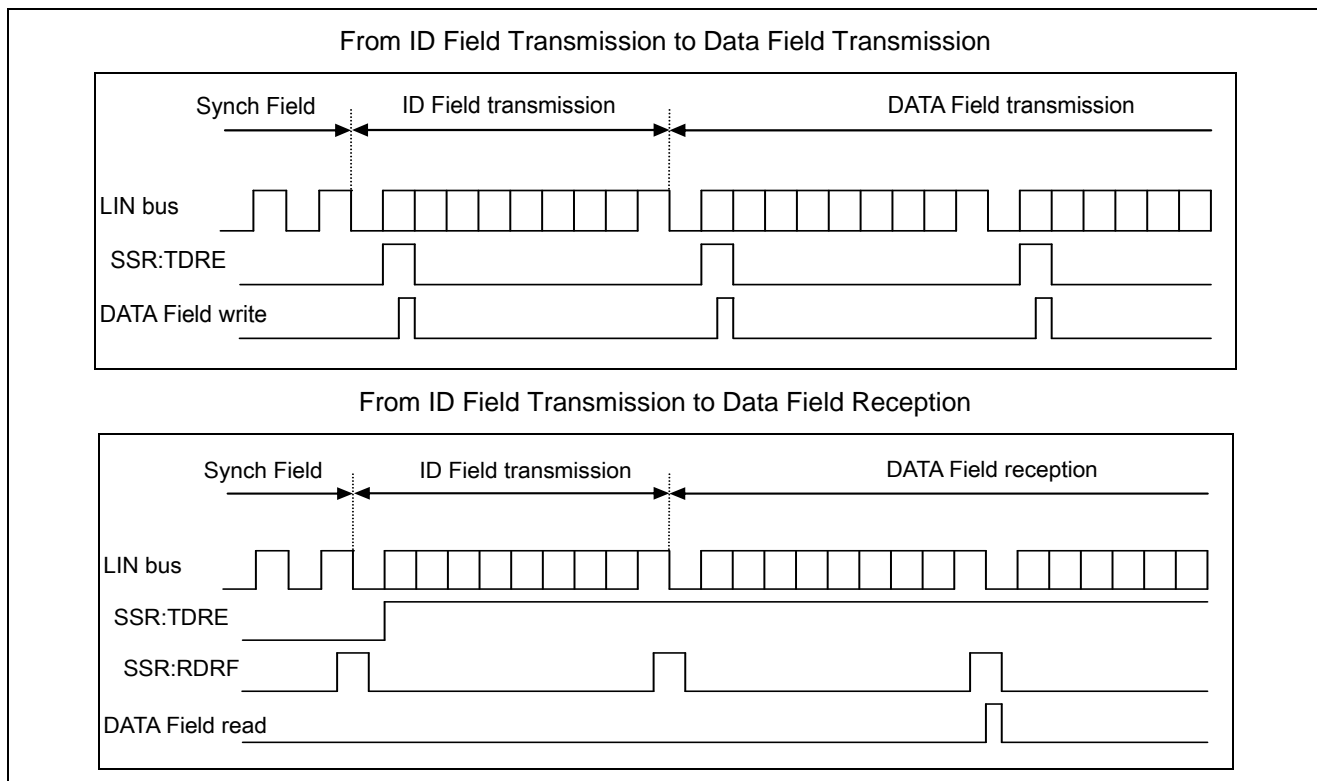 From ID Field Transmission to Data Field Transmission
Synch Field ID Field transmission DATA Field transmission
LIN bus
SSR:TDRE
DATA Field write
From ID Field Transmission to Data Field Reception
Synch Field ID Field transmission DATA Field reception
LIN bus
SSR:TDRE
SSR:RDRF
DATA Field read